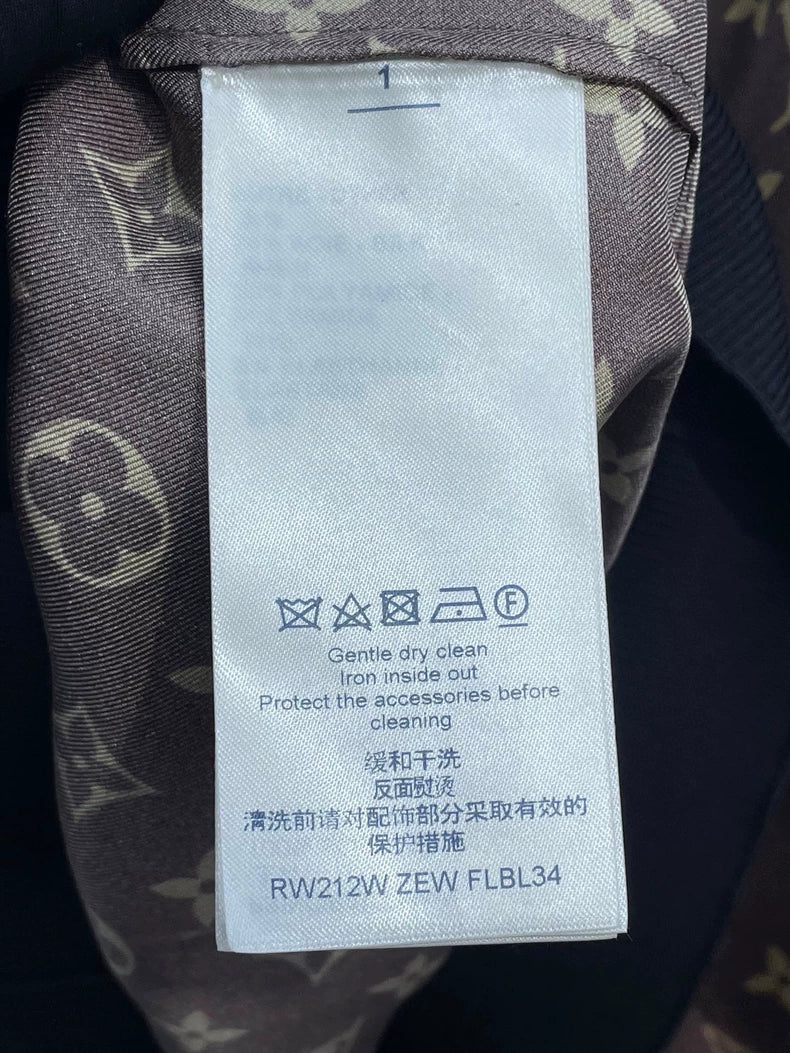 1
Gentle dry clean
Iron inside out
Protect the accessories before
cleaning
缓和干洗
反面熨烫
清洗前请对配饰部分采取有效的
保护措施
RW212W ZEW FLBL34